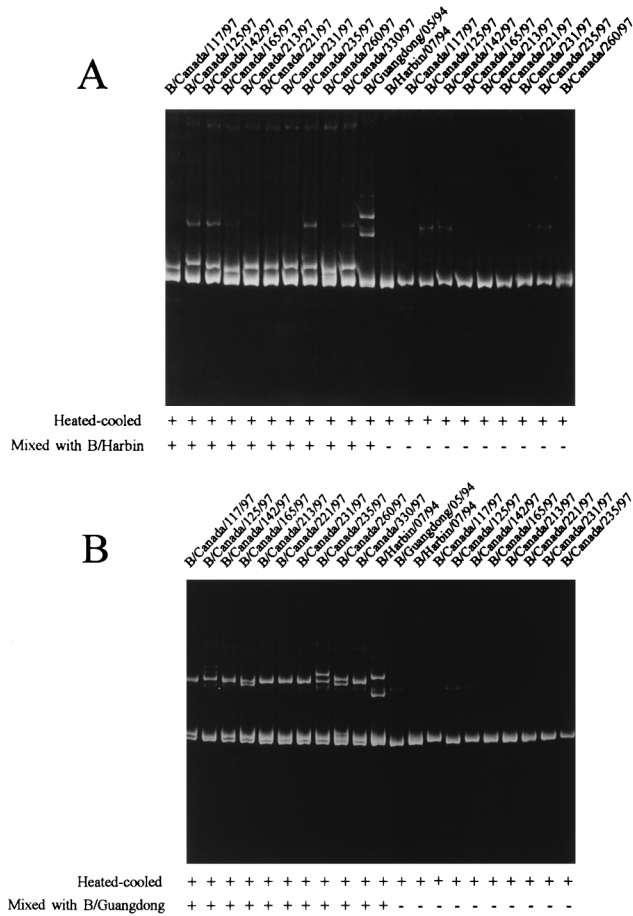 A
B/Canada/117/97
B/Canada/125/97
B/Canada/142/97
B/Canada/165/97
B/Canada/213/97
B/Canada/221/97
B/Canada/231/97
B/Canada/235/97
B/Canada/260/97
B/Canada/330/97
B/Guangdong/05/94
B/Harbin/07/94
B/Canada/117/97
B/Canada/125/97
B/Canada/142/97
B/Canada/165/97
B/Canada/213/97
B/Canada/221/97
B/Canada/231/97
B/Canada/235/97
B/Canada/260/97
Heated-cooled + + + + + + + + + + + + + + + + + + + + +
Mixed with B/Harbin + + + + + + + + + + + - - - - - - - - - -
B
B/Canada/117/97
B/Canada/125/97
B/Canada/142/97
B/Canada/165/97
B/Canada/213/97
B/Canada/221/97
B/Canada/231/97
B/Canada/235/97
B/Canada/260/97
B/Canada/330/97
B/Harbin/07/94
B/Guangdong/05/94
B/Harbin/07/94
B/Canada/117/97
B/Canada/125/97
B/Canada/142/97
B/Canada/165/97
B/Canada/213/97
B/Canada/221/97
B/Canada/231/97
B/Canada/235/97
Heated-cooled + + + + + + + + + + + + + + + + + + + + +
Mixed with B/Guangdong + + + + + + + + + + + - - - - - - - - - -